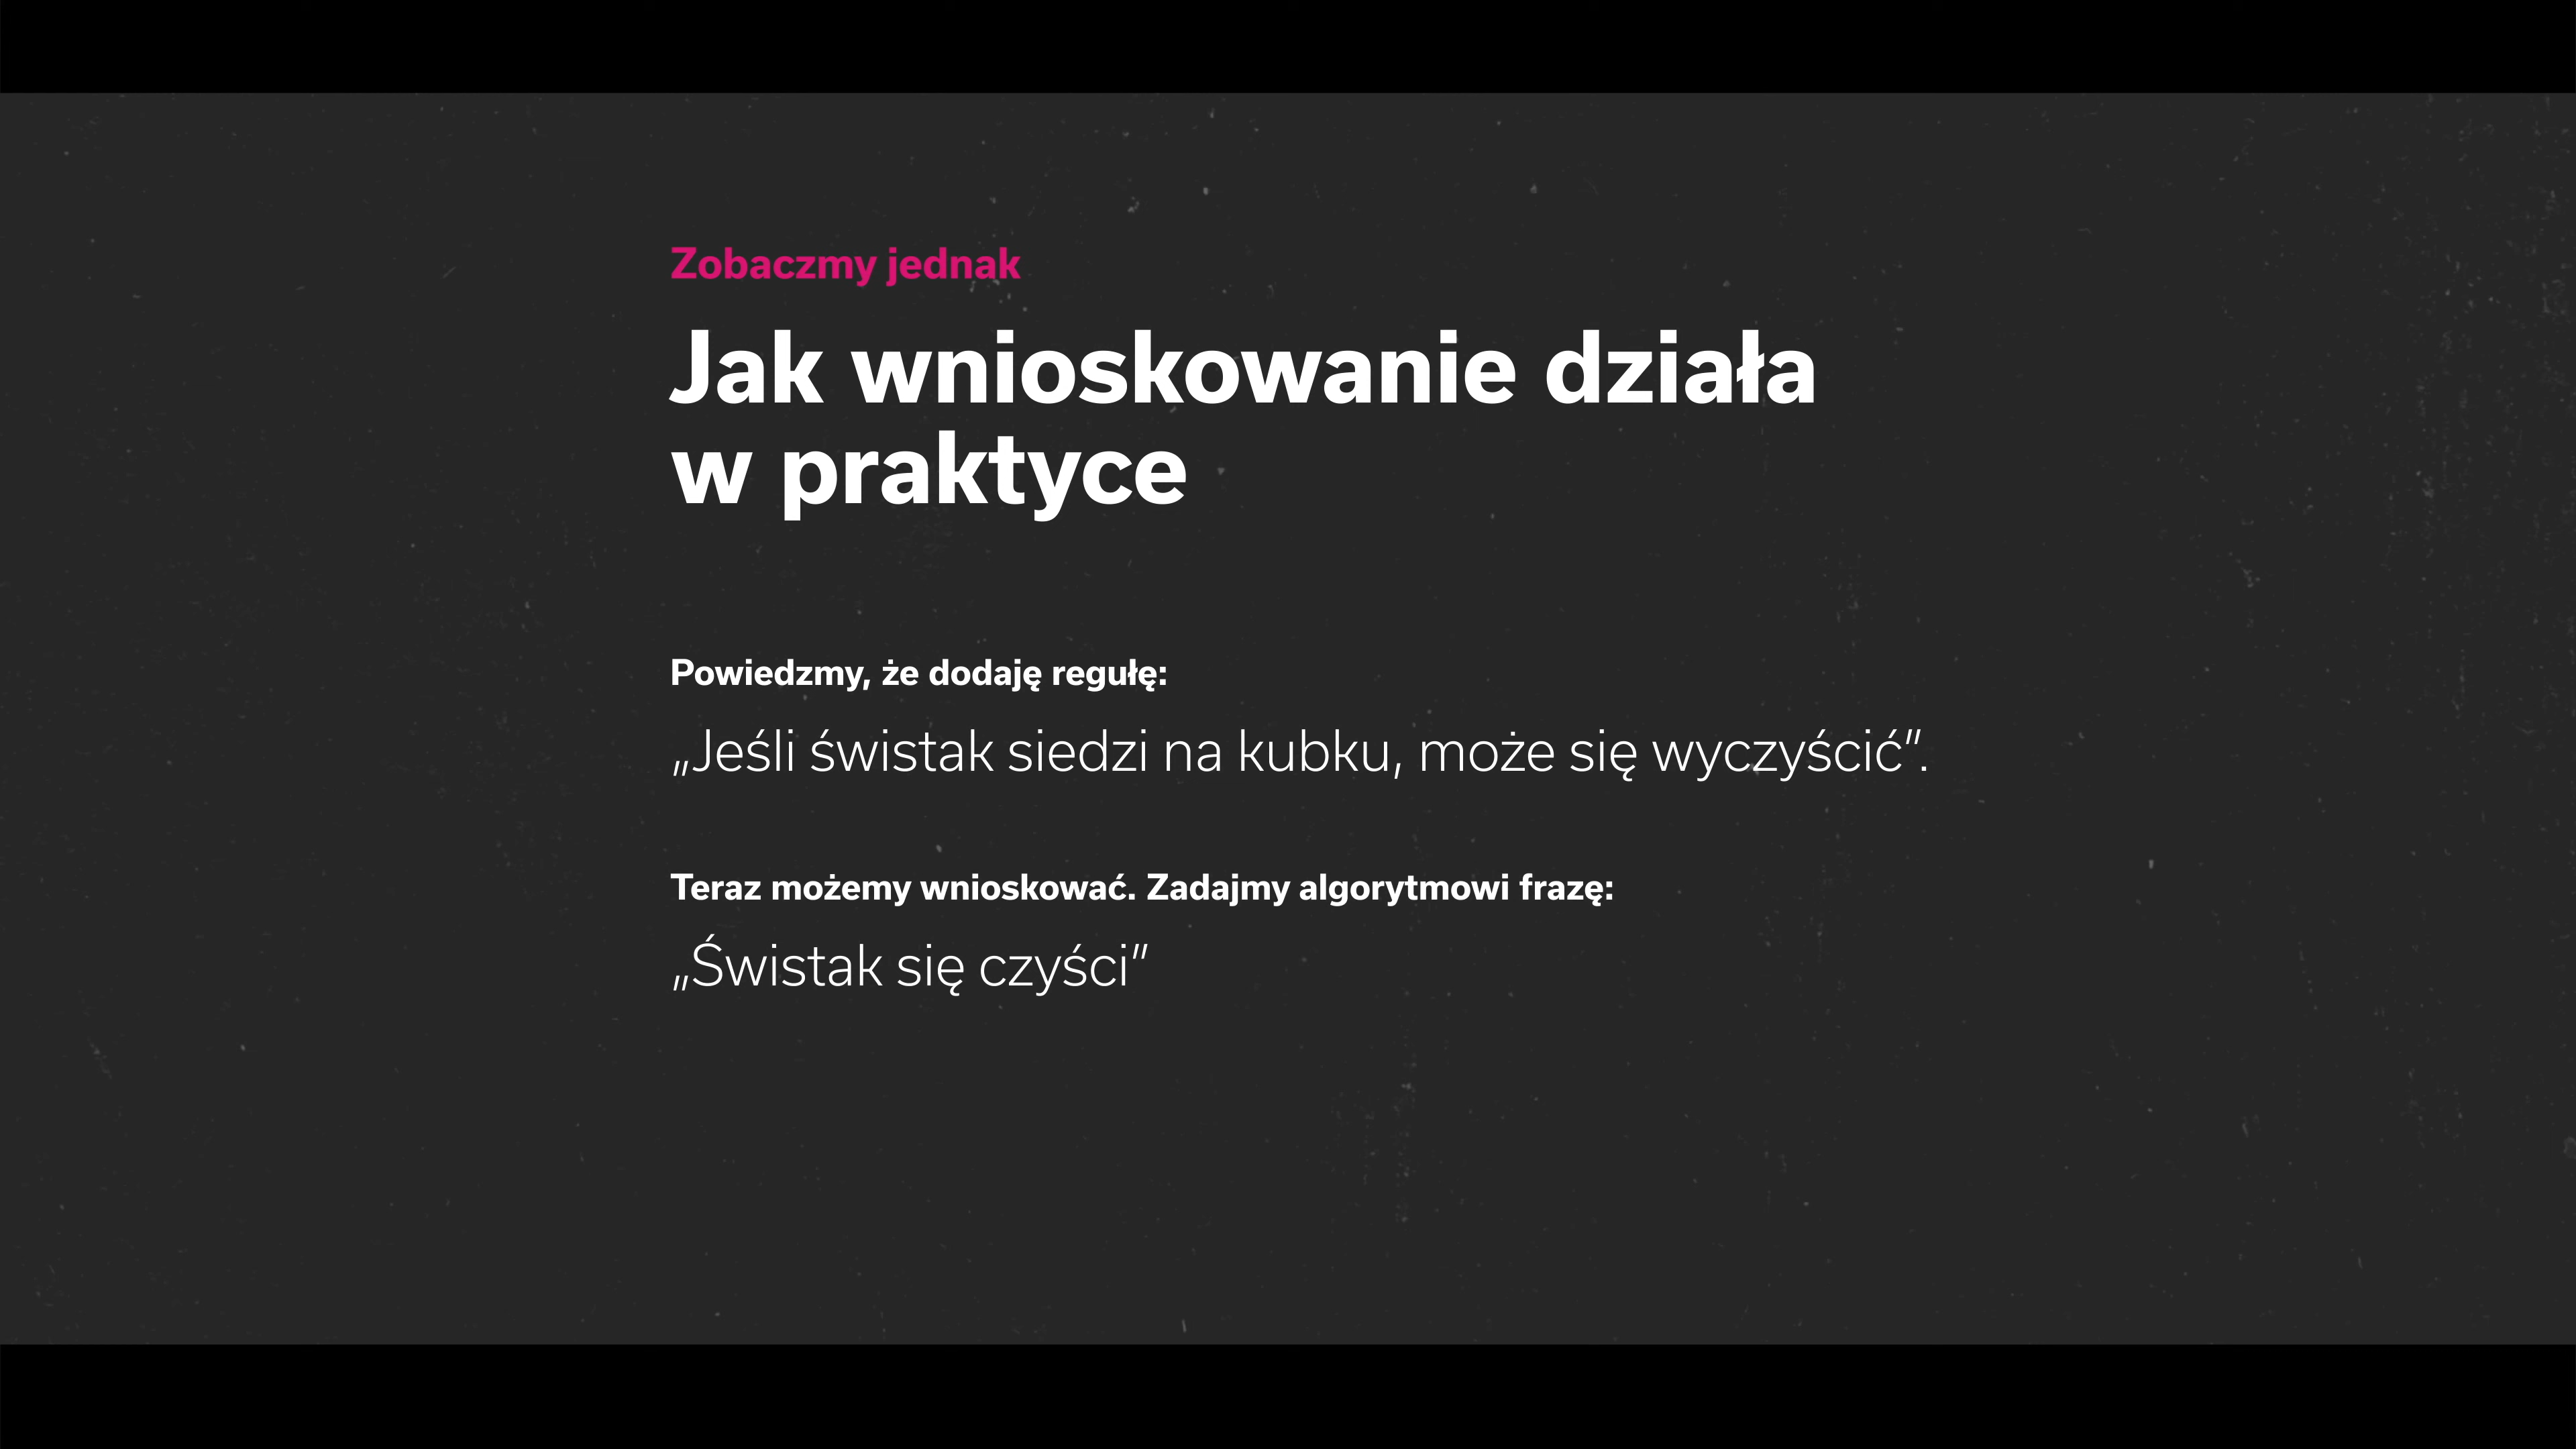 Zobaczmy jednak
Jak wnioskowanie działa
w praktyce
Powiedzmy, że dodaję regułę:
„Jeśli świstak siedzi na kubku, może się wyczyścić”.
Teraz możemy wnioskować. Zadajmy algorytmowi frazę:
„Świstak się czyści”